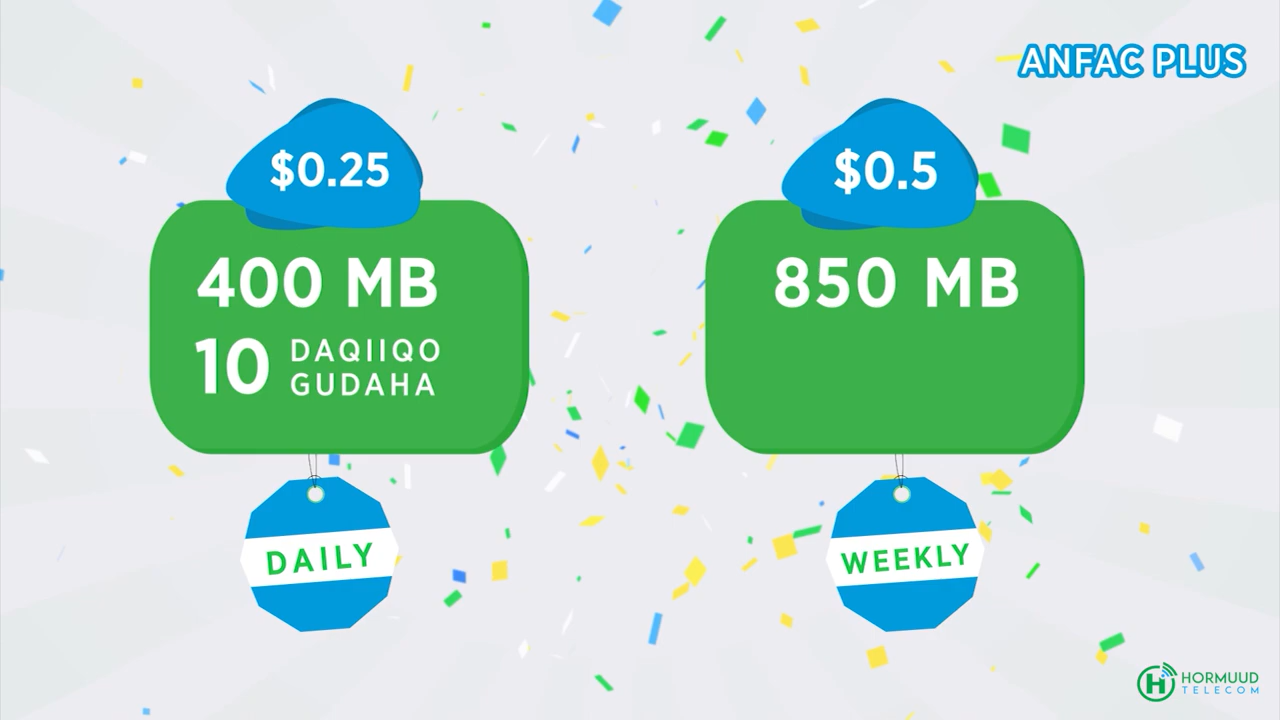 ANFAC PLUS
$0.25
400 MB
10 DAQIIQO
GUDAHA
DAILY
$0.5
850 MB
WEEKLY
HORMUUD
TELECOM